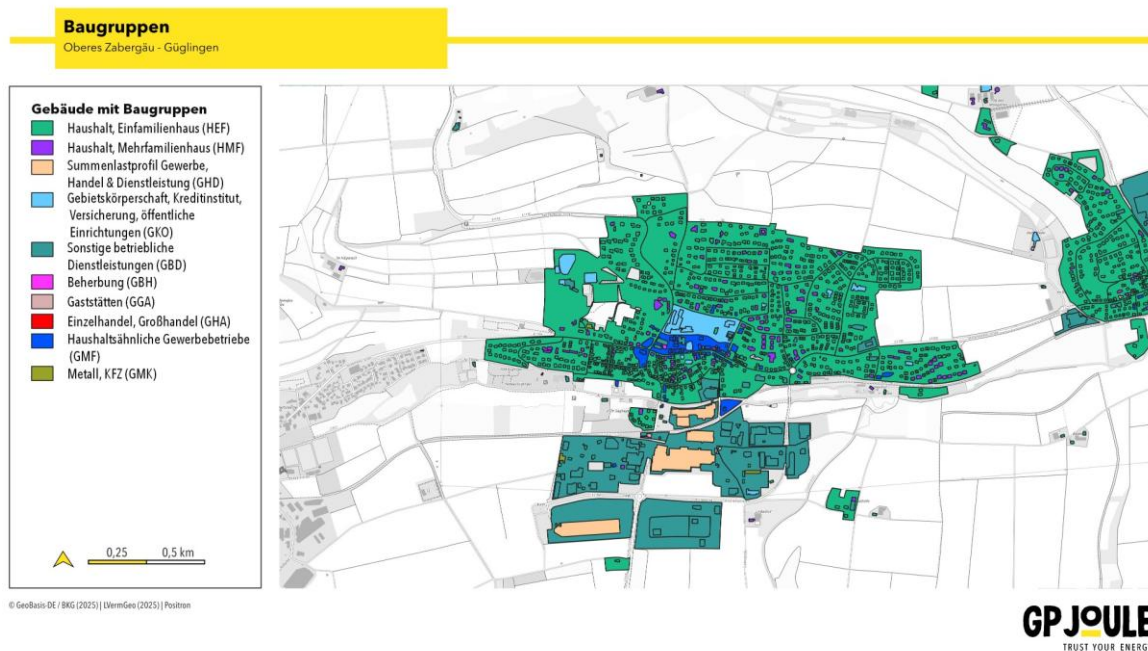 Baugruppen
Oberes Zabergäu - Güglingen
Gebäude mit Baugruppen
Haushalt, Einfamilienhaus (HEF)
Haushalt, Mehrfamilienhaus (HMF)
Summenlastprofil Gewerbe,
Handel & Dienstleistung (GHD)
Gebietskörperschaft, Kreditinstitut,
Versicherung, öffentliche
Einrichtungen (GKO)
Sonstige betriebliche
Dienstleistungen (GBD)
Beherbung (GBH)
Gaststätten (GGA)
Einzelhandel, Großhandel (GHA)
Haushaltsähnliche Gewerbebetriebe
(GMF)
Metall, KFZ (GMK)
0,25 0,5 km
© GeoBasis-DE / BKG (2025) | LVermGeo (2025) | Positron
GP JOULE
TRUST YOUR ENERG